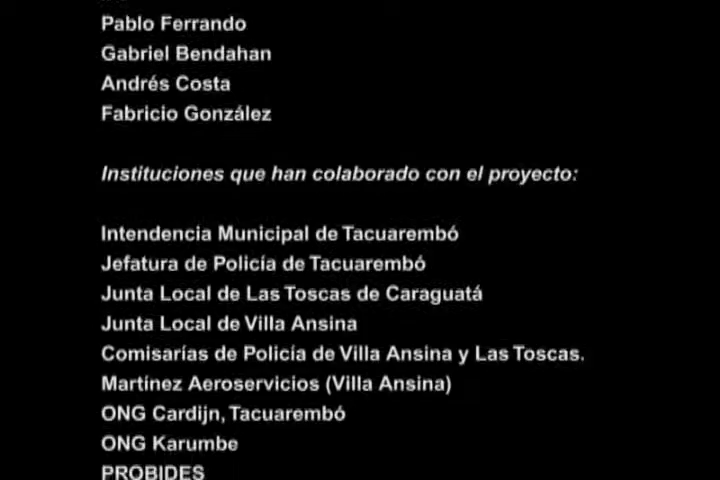 Pablo Ferrando
Gabriel Bendahan
Andrés Costa
Fabricio González
Instituciones que han colaborado con el proyecto:
Intendencia Municipal de Tacuarembó
Jefatura de Policía de Tacuarembó
Junta Local de Las Toscas de Caraguatá
Junta Local de Villa Ansina
Comisarías de Policía de Villa Ansina y Las Toscas.
Martínez Aeroservicios (Villa Ansina)
ONG Cardijn, Tacuarembó
ONG Karumbe
PROBIDES